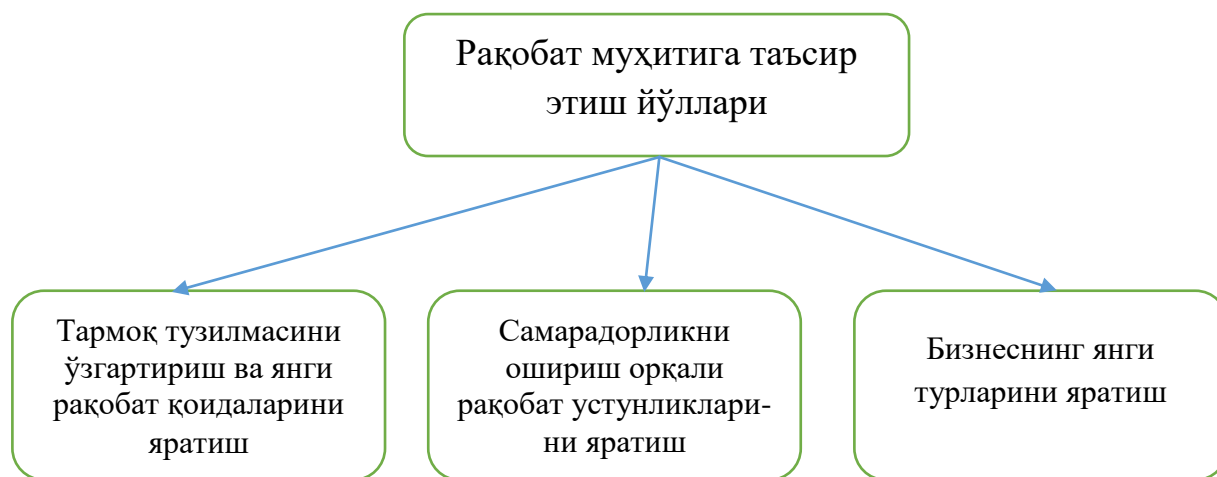 Рақобат муҳитига таъсир
этиш йўллари
Тармоқ тузилмасини
ўзгартириш ва янги
рақобат қоидаларини
яратиш
Самарадорликни
ошириш орқали
рақобат устунликлари-
ни яратиш
Бизнеснинг янги
турларини яратиш